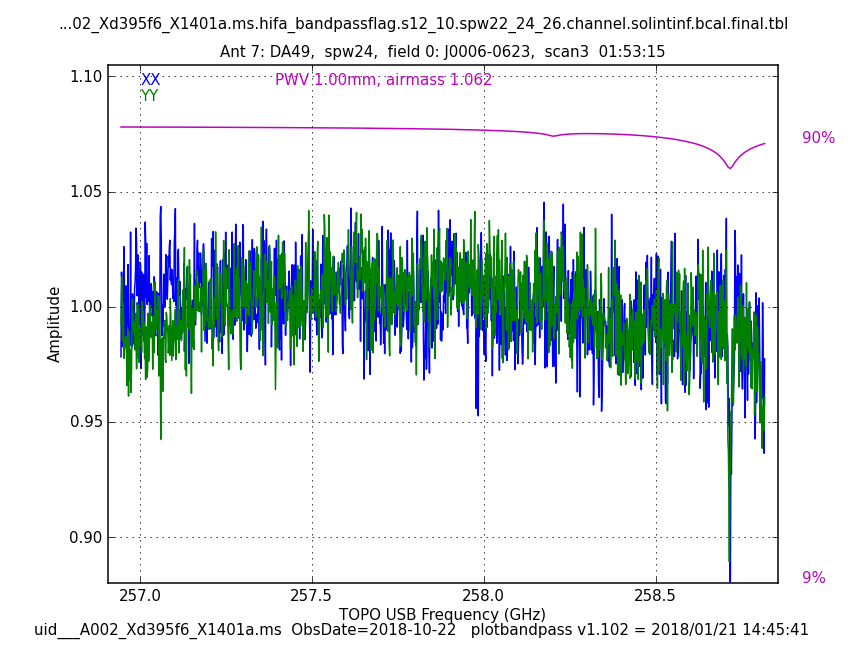 ...02_Xd395f6_X1401a.ms.hifa_bandpassflag.s12_10.spw22_24_26.channel.solintinf.bcal.final.tbl
Ant 7: DA49,  spw24,  field 0: J0006-0623,  scan3  01:53:15
XX
YY
PWV 1.00mm, airmass 1.062
1.10
1.05
1.00
0.95
0.90
Amplitude
90%
9%
257.0 257.5 258.0 258.5
TOPO USB Frequency (GHz)
uid___A002_Xd395f6_X1401a.ms  ObsDate=2018-10-22   plotbandpass v1.102 = 2018/01/21 14:45:41